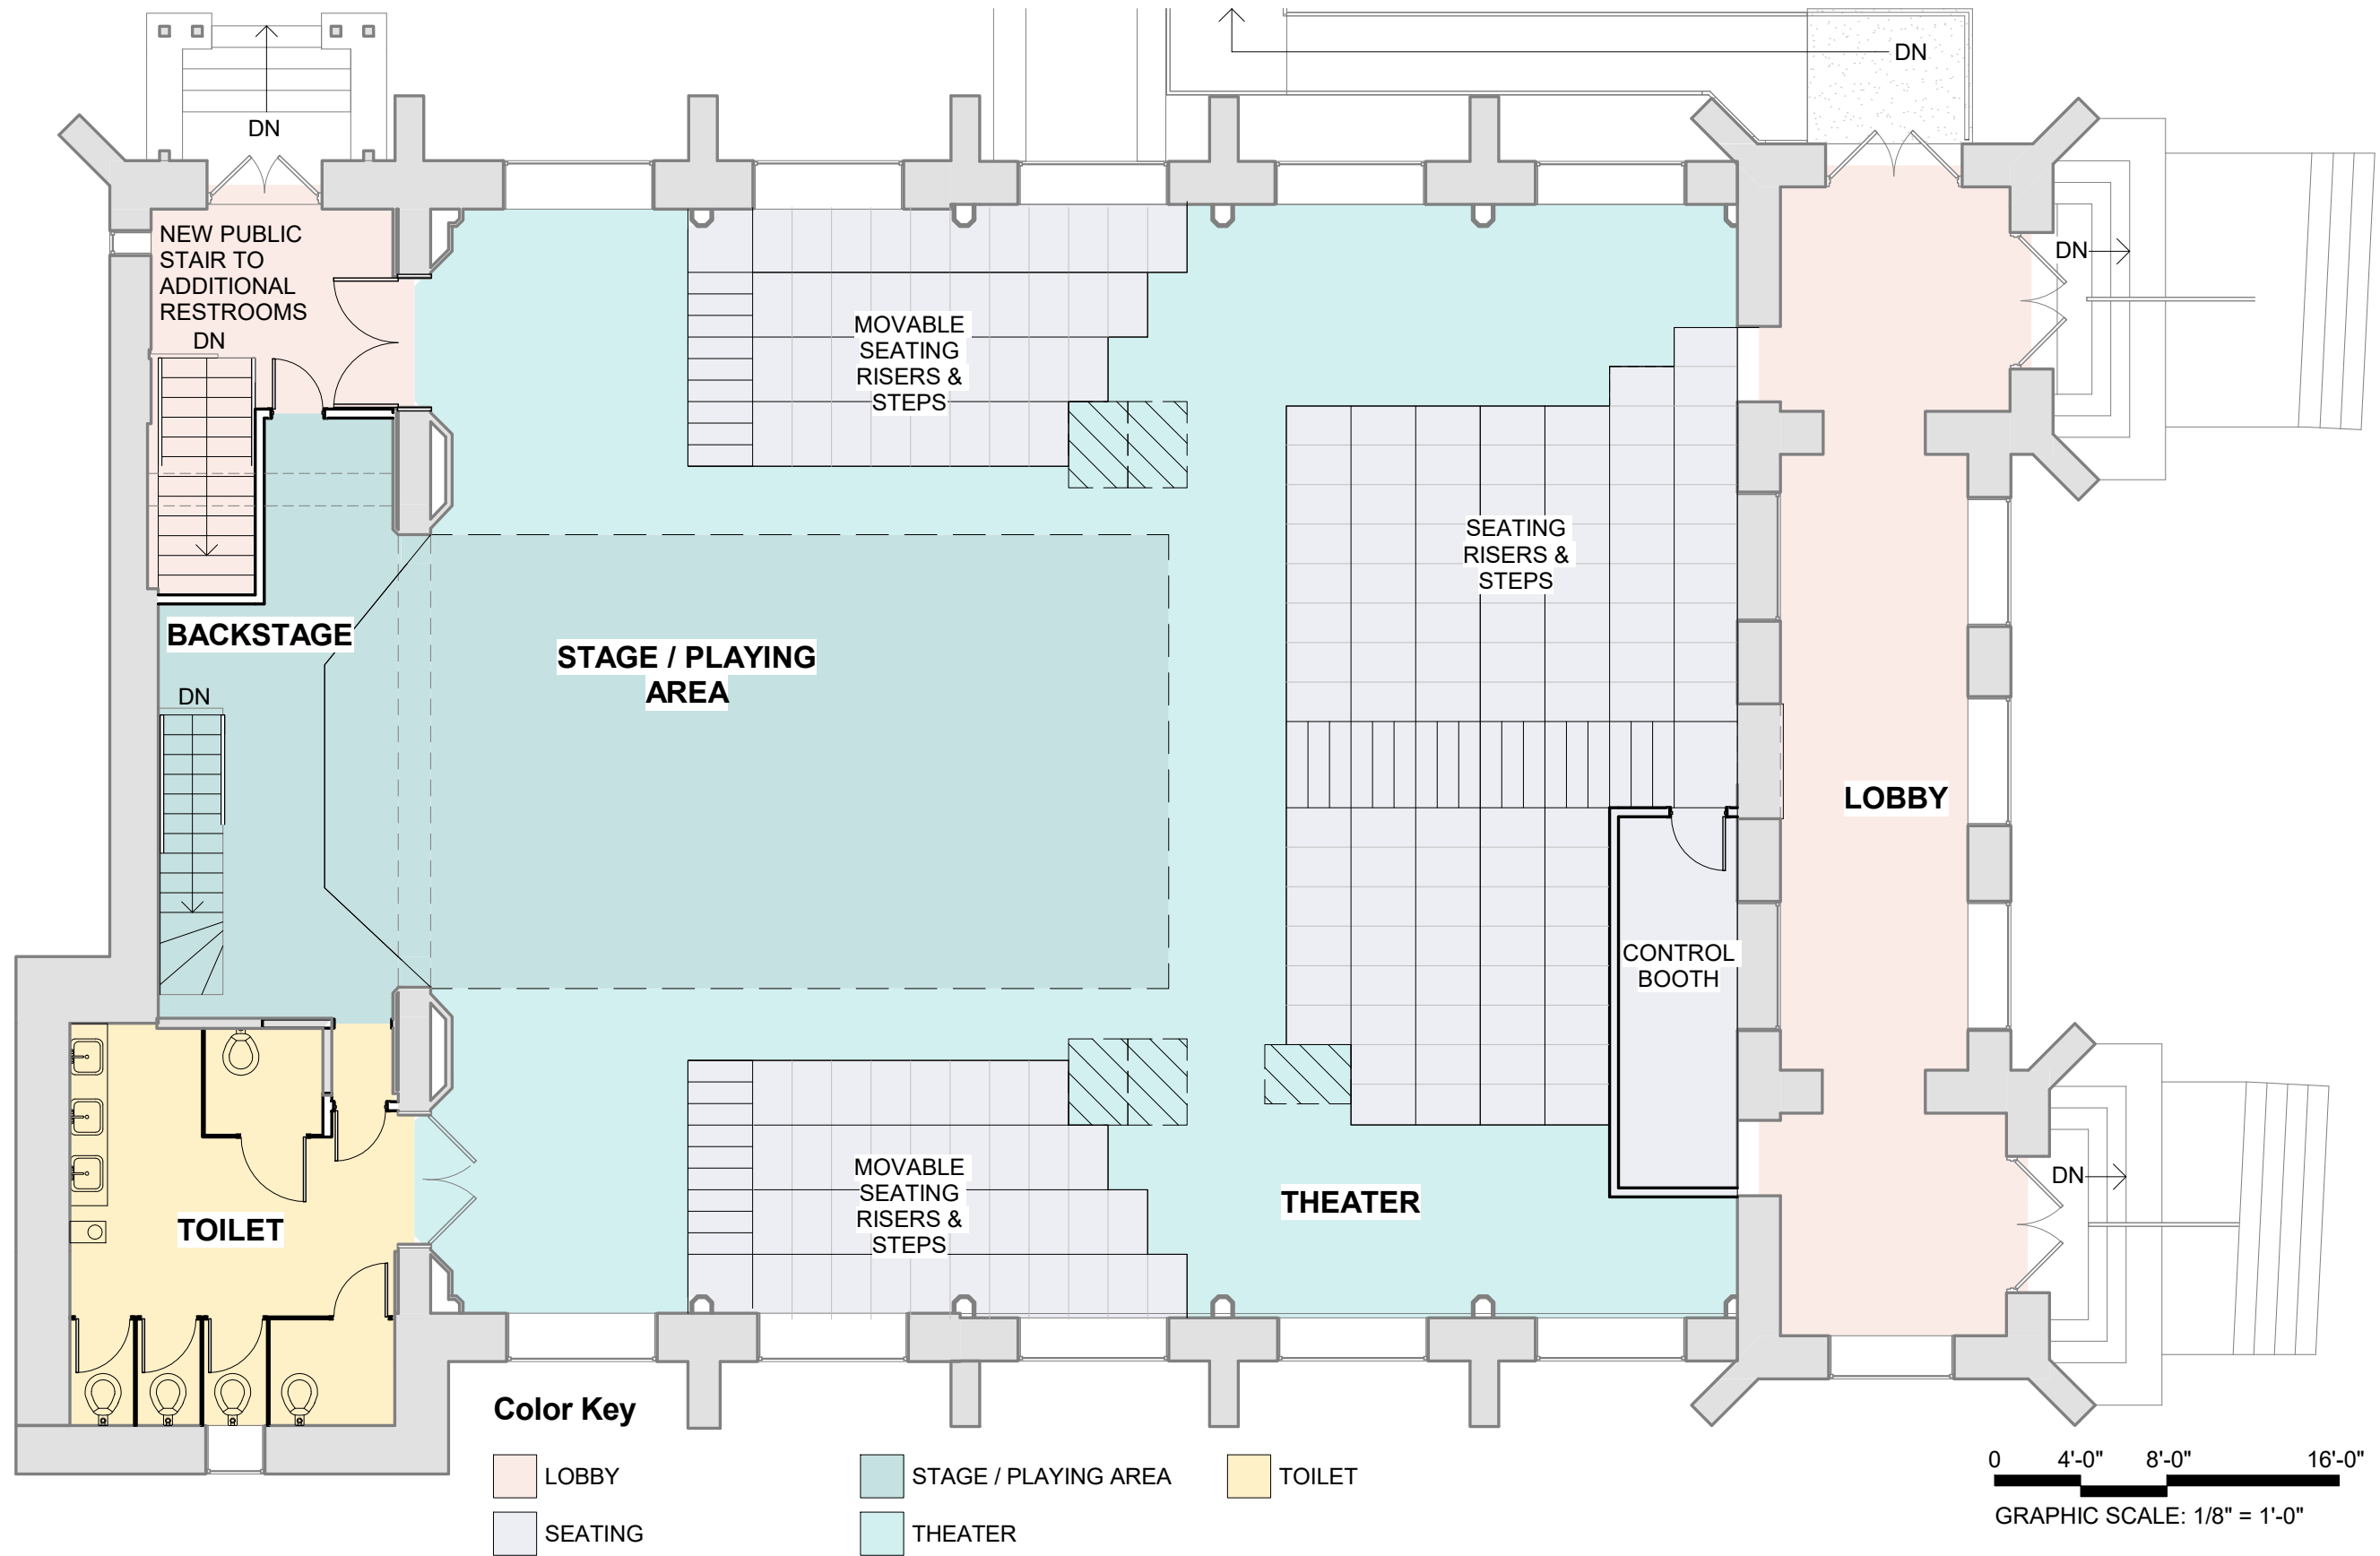 DN
DN
NEW PUBLIC
STAIR TO
ADDITIONAL
RESTROOMS
DN
DN
MOVABLE
SEATING
RISERS &
STEPS
SEATING
RISERS &
STEPS
BACKSTAGE
STAGE / PLAYING
AREA
DN
LOBBY
CONTROL
BOOTH
MOVABLE
SEATING
RISERS &
STEPS
THEATER
DN
TOILET
Color Key
LOBBY
STAGE / PLAYING AREA
TOILET
SEATING
THEATER
0 4'-0" 8'-0" 16'-0"
GRAPHIC SCALE: 1/8" = 1'-0"